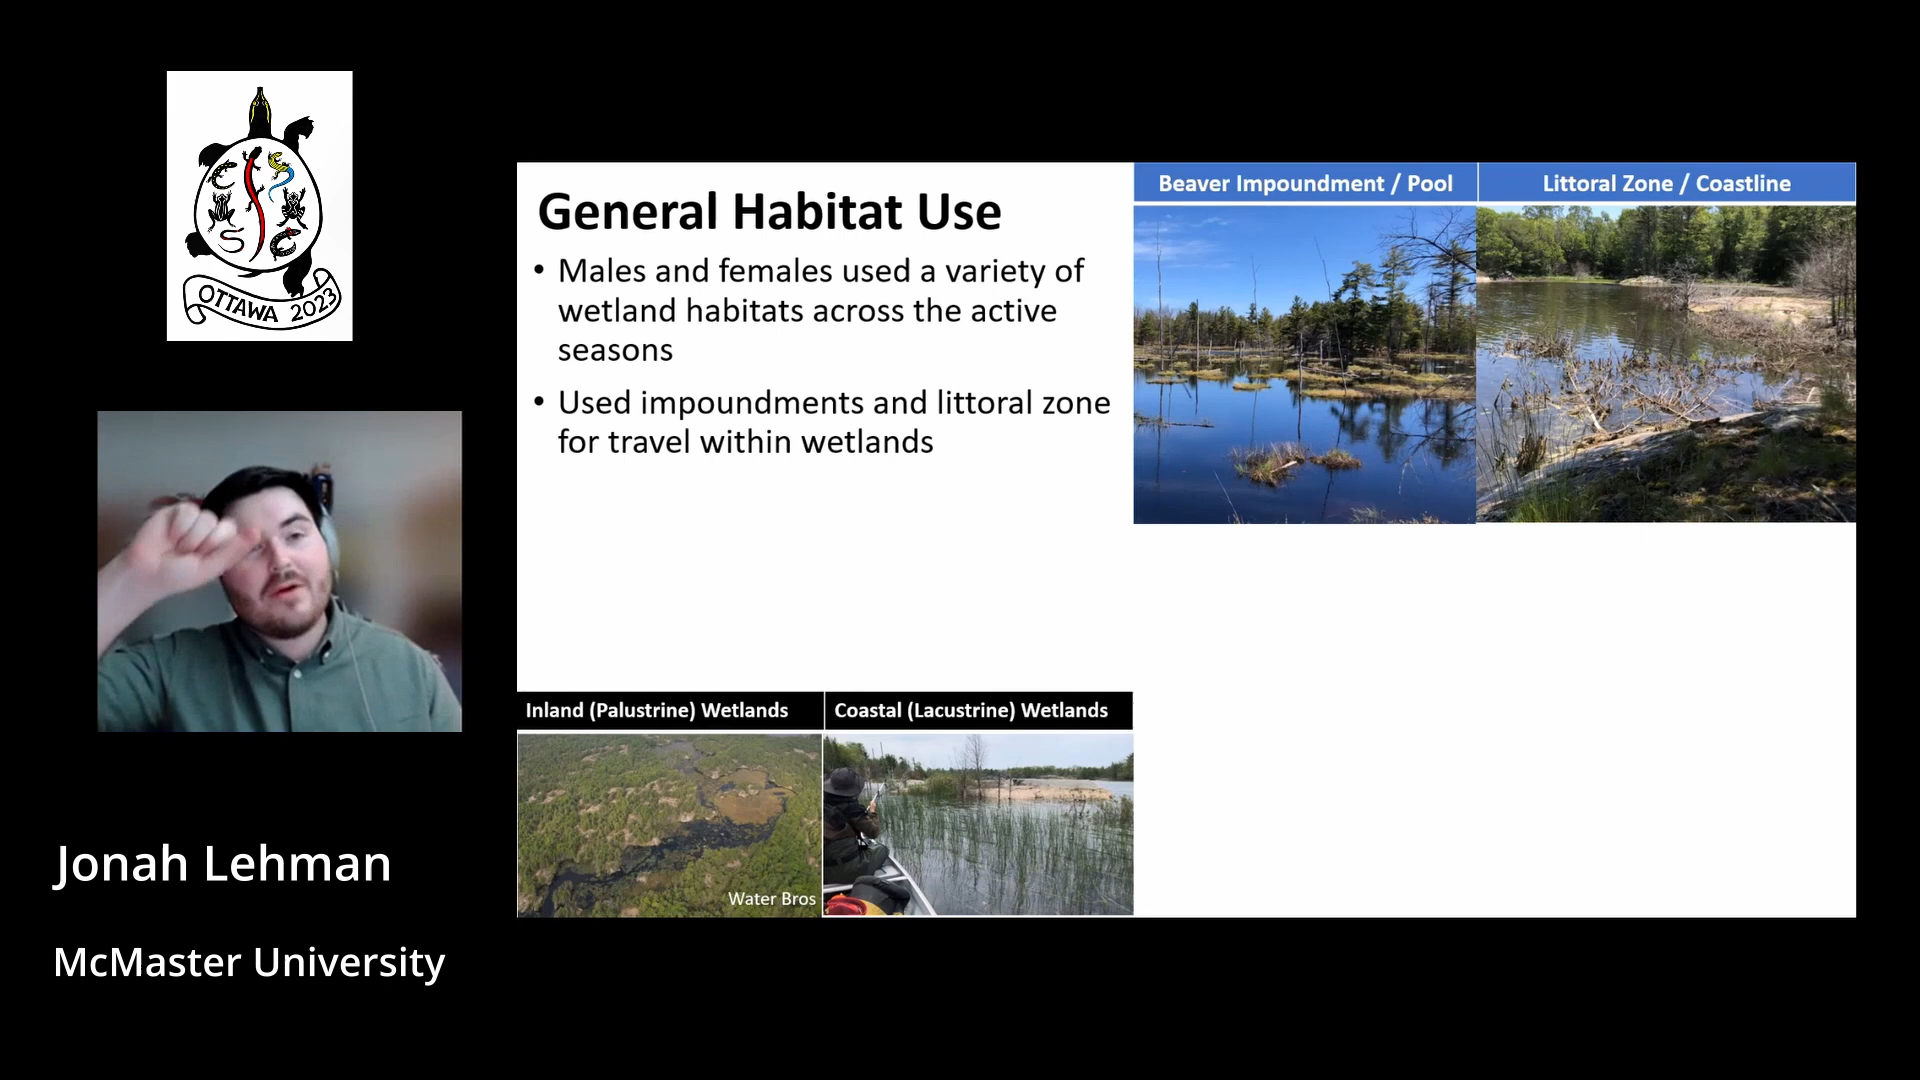 OTTAWA 2023
Jonah Lehman
McMaster University
General Habitat Use
• Males and females used a variety of
wetland habitats across the active
seasons
• Used impoundments and littoral zone
for travel within wetlands
Beaver Impoundment / Pool
Littoral Zone / Coastline
Inland (Palustrine) Wetlands
Coastal (Lacustrine) Wetlands
Water Bros